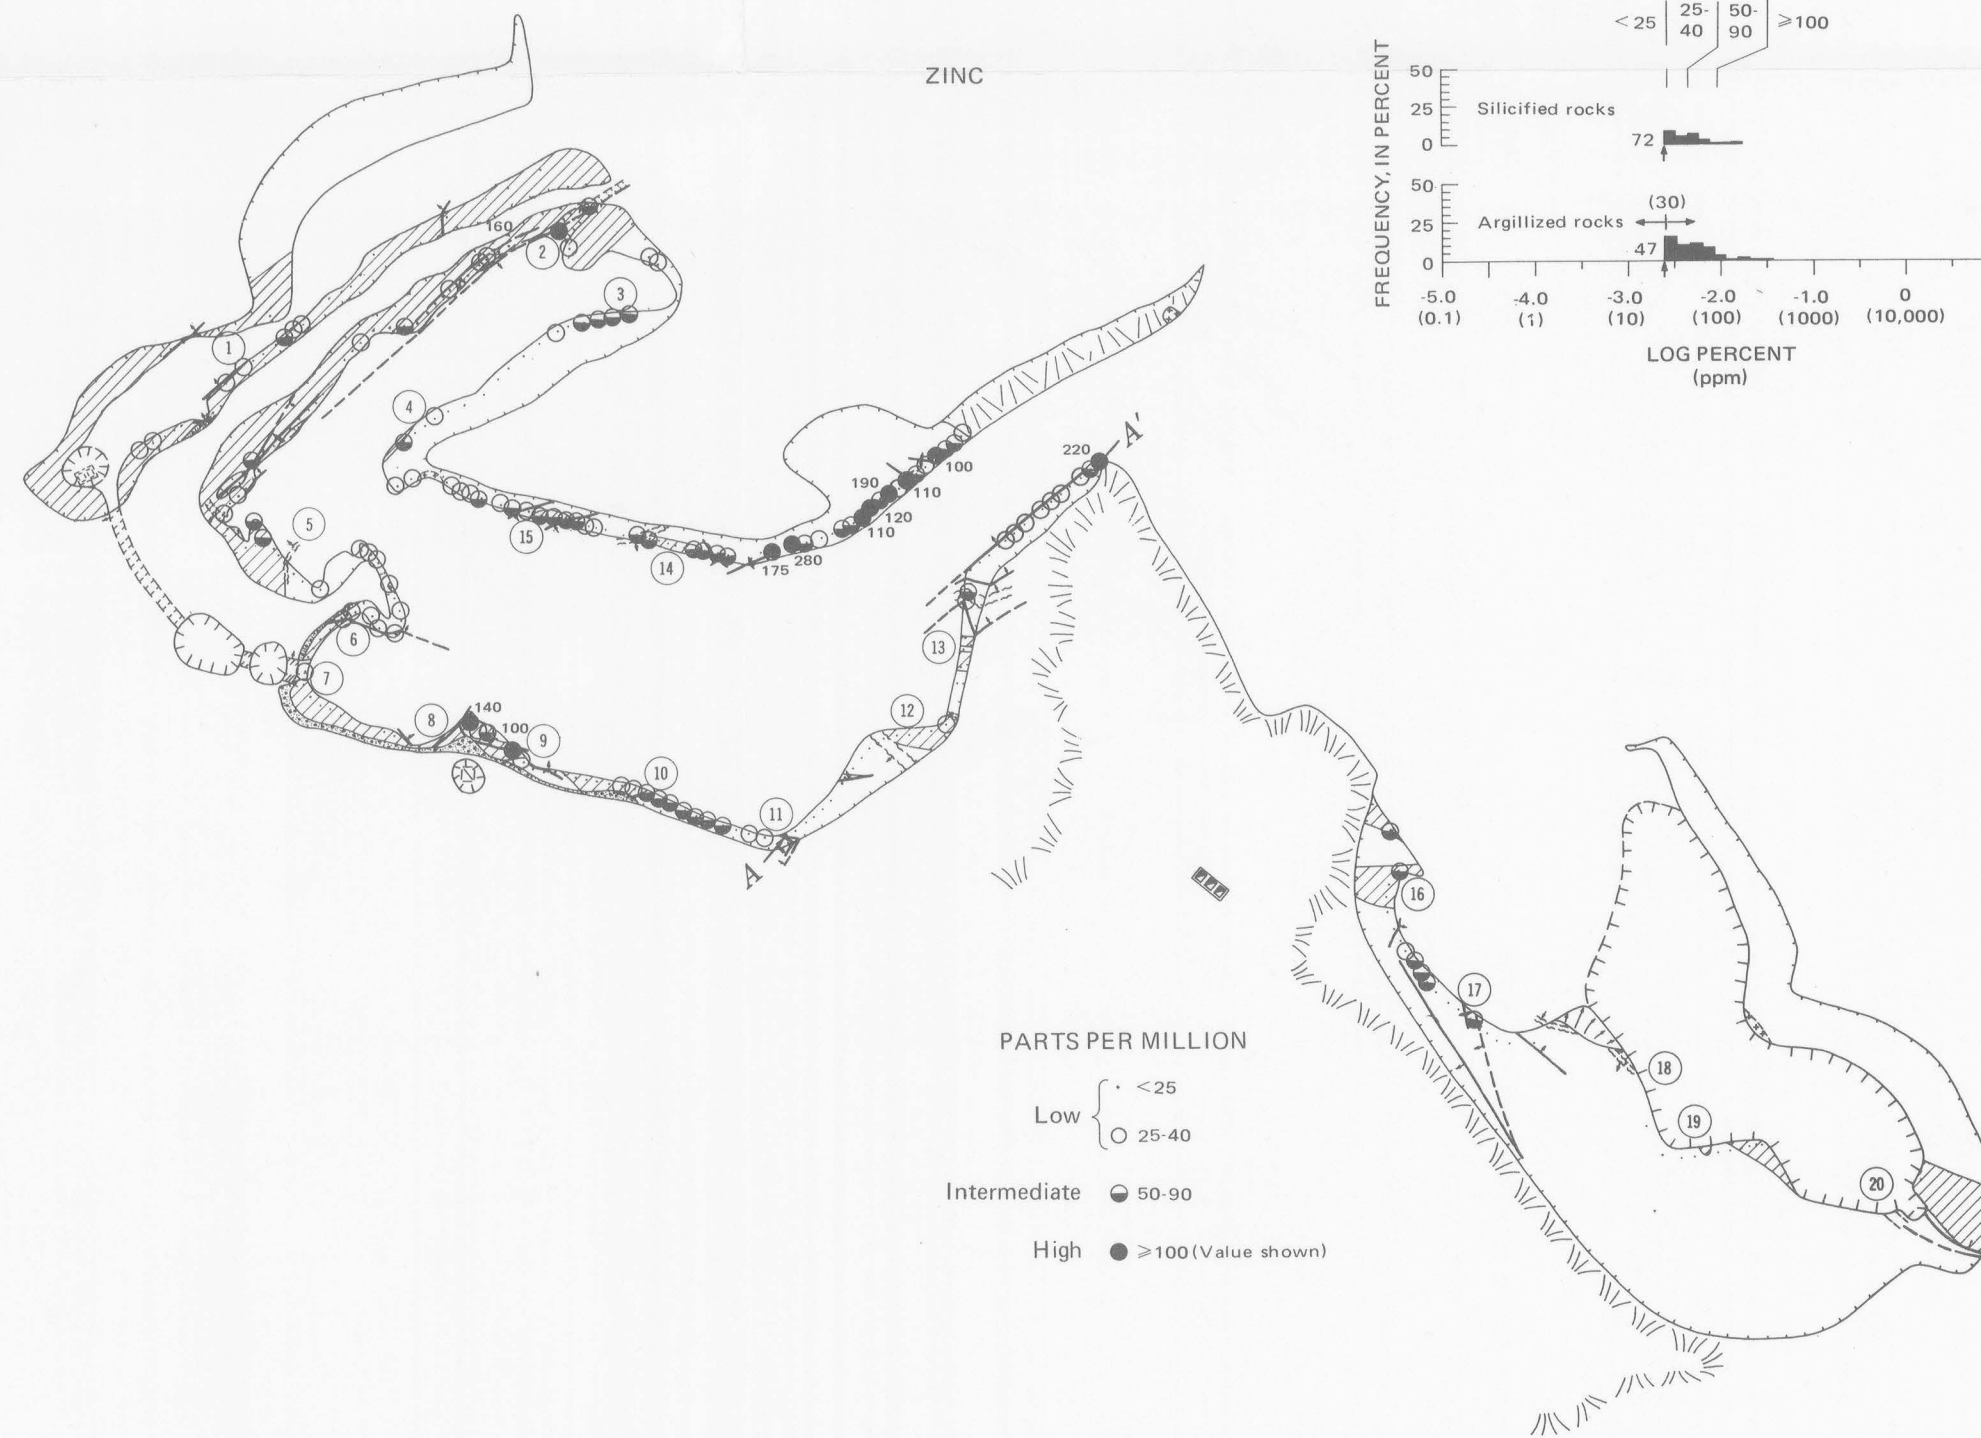 ZINC
<25 | 25-40 | 50-90 | ≥100
FREQUENCY, IN PERCENT
50
25
0
Silicified rocks
72
50
25
0
Argillized rocks
(30)
47
-5.0 -4.0 -3.0 -2.0 -1.0 0
(0.1) (1) (10) (100) (1000) (10,000)
LOG PERCENT
(ppm)
160
2
3
1
4
5
6
7
8
140
100
9
10
11
A
12
13
220
A'
15
14
175
280
110
120
190
110
100
16
17
18
19
20
PARTS PER MILLION
Low
· <25
25-40
Intermediate 50-90
High ≥100 (Value shown)